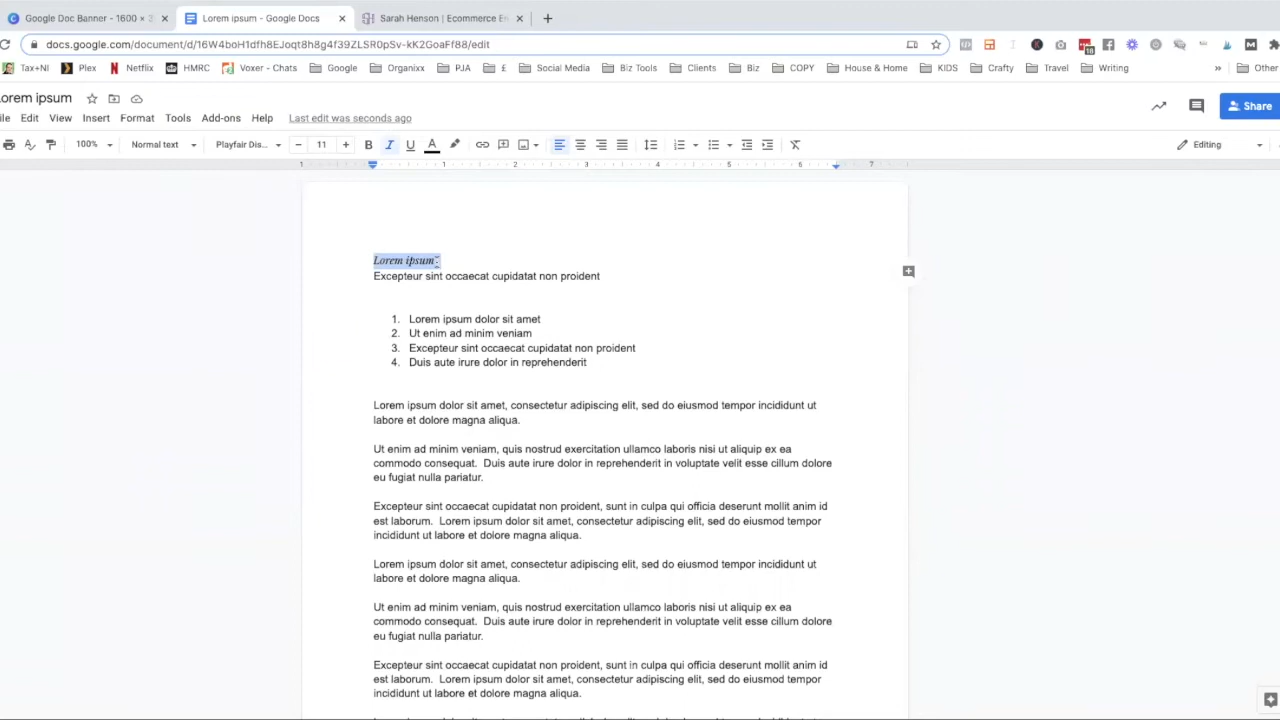 Google Doc Banner - 1600 × 3
Lorem ipsum - Google Docs
Sarah Henson | Ecommerce E
docs.google.com/document/d/16W4boH1dfh8EJoqt8h8g4f39ZLSR0pSv-kK2GoaFf88/edit
Tax+NI Plex Netflix HMRC Voxer - Chats Google Organixx PJA £ Social Media Biz Tools Clients Biz COPY House & Home KIDS Crafty Travel Writing » Other
orem ipsum
Share
ile Edit View Insert Format Tools Add-ons Help Last edit was seconds ago
100% Normal text Playfair Dis... 11 B I U A Editing
1 1 2 3 4 5 6 7
Lorem ipsum
Excepteur sint occaecat cupidatat non proident
1. Lorem ipsum dolor sit amet
2. Ut enim ad minim veniam
3. Excepteur sint occaecat cupidatat non proident
4. Duis aute irure dolor in reprehenderit
Lorem ipsum dolor sit amet, consectetur adipiscing elit, sed do eiusmod tempor incididunt ut
labore et dolore magna aliqua.
Ut enim ad minim veniam, quis nostrud exercitation ullamco laboris nisi ut aliquip ex ea
commodo consequat. Duis aute irure dolor in reprehenderit in voluptate velit esse cillum dolore
eu fugiat nulla pariatur.
Excepteur sint occaecat cupidatat non proident, sunt in culpa qui officia deserunt mollit anim id
est laborum. Lorem ipsum dolor sit amet, consectetur adipiscing elit, sed do eiusmod tempor
incididunt ut labore et dolore magna aliqua.
Lorem ipsum dolor sit amet, consectetur adipiscing elit, sed do eiusmod tempor incididunt ut
labore et dolore magna aliqua.
Ut enim ad minim veniam, quis nostrud exercitation ullamco laboris nisi ut aliquip ex ea
commodo consequat. Duis aute irure dolor in reprehenderit in voluptate velit esse cillum dolore
eu fugiat nulla pariatur.
Excepteur sint occaecat cupidatat non proident, sunt in culpa qui officia deserunt mollit anim id
est laborum. Lorem ipsum dolor sit amet, consectetur adipiscing elit, sed do eiusmod tempor
incididunt ut labore et dolore magna aliqua.